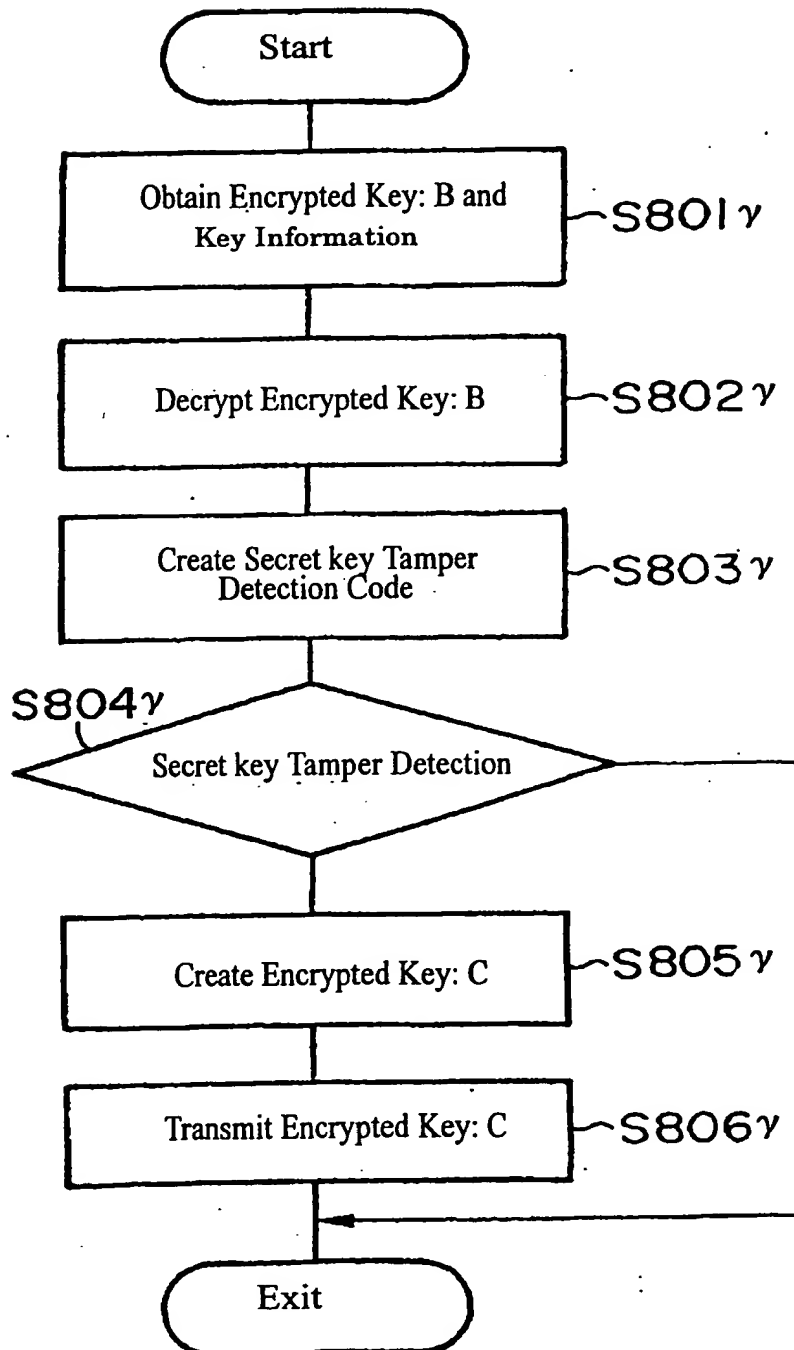 Start
Obtain Encrypted Key: B and
Key Information
S801γ
Decrypt Encrypted Key: B
S802γ
Create Secret key Tamper
Detection Code
S803γ
S804γ
Secret key Tamper Detection
Create Encrypted Key: C
S805γ
Transmit Encrypted Key: C
S806γ
Exit